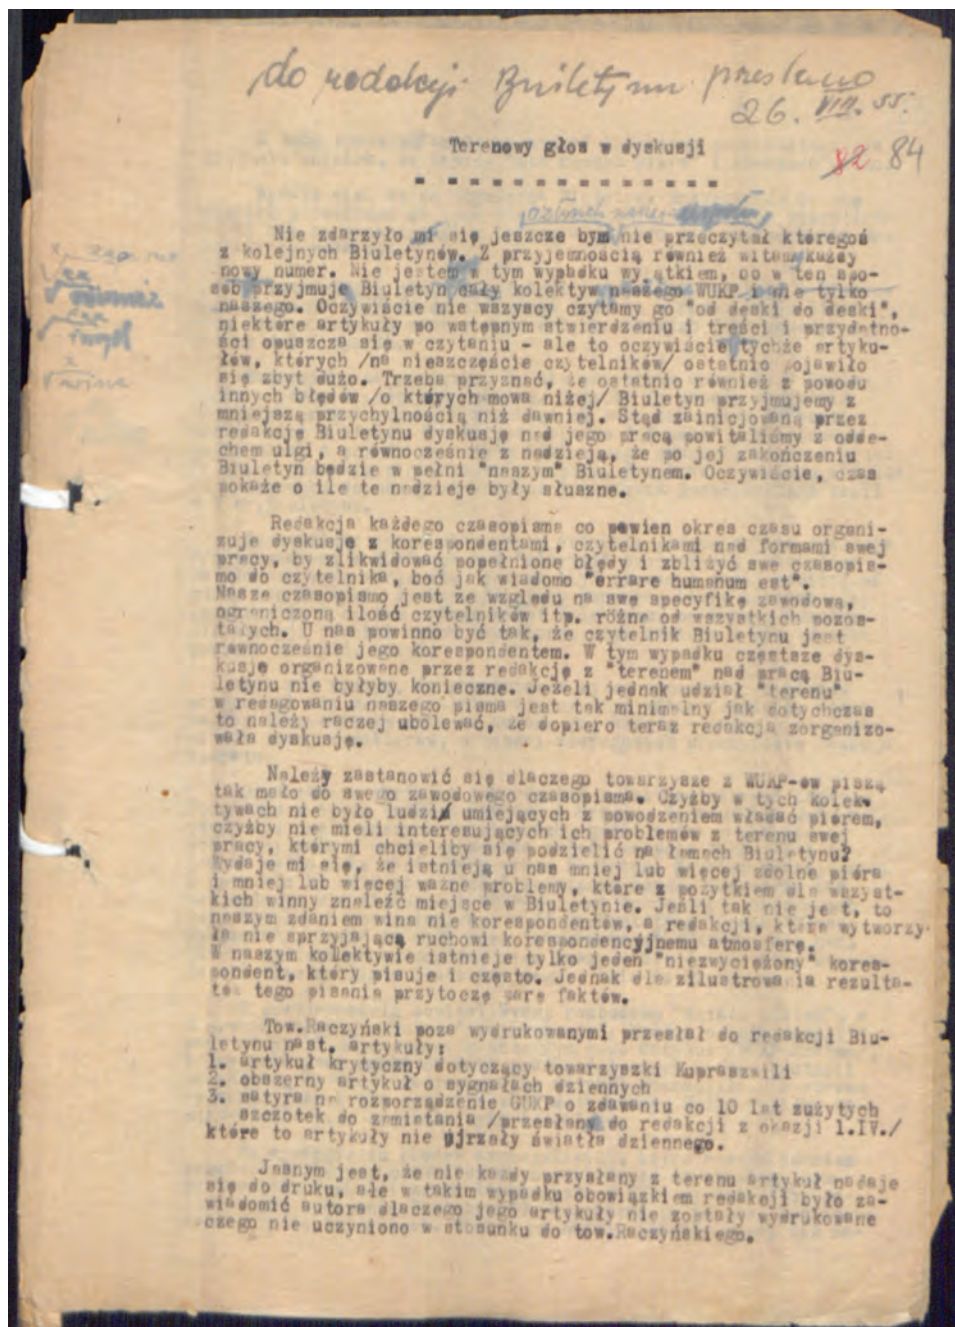 do redakcji Biuletynu przesłano
26. VIII. 55.
Terenowy głos w dyskusji
82 84
- - - - - - - - - - - - - - - -
Nie zdarzyło mi się jeszcze bym nie przeczytał któregoś
z kolejnych Biuletynów. Z przyjemnością również witam każdy
nowy numer. Nie jestem w tym wypadku wyjątkiem, bo w ten spo-
sób przyjmuje Biuletyn cały kolektyw naszego WUKP i nie tylko
naszego. Oczywiście nie wszyscy czytamy go "od deski do deski",
niektóre artykuły po wstępnym stwierdzeniu i treści i przydatno-
ści opuszcza się w czytaniu - ale to oczywiście tychże artyku-
łów, których /na nieszczęście czytelników/ ostatnio pojawiło
się zbyt dużo. Trzeba przyznać, że ostatnio również z powodu
innych błędów /o których mowa niżej/ Biuletyn przyjmujemy z
mniejszą przychylnością niż dawniej. Stąd zainicjowaną przez
redakcję Biuletynu dyskusję nad jego pracą powitaliśmy z odde-
chem ulgi, a równocześnie z nadzieją, że po jej zakończeniu
Biuletyn będzie w pełni "naszym" Biuletynem. Oczywiście, czas
pokaże o ile te nadzieje były słuszne.
Redakcja każdego czasopisma co pewien okres czasu organi-
zuje dyskusje z korespondentami, czytelnikami nad formami swej
pracy, by zlikwidować popełnione błędy i zbliżyć swe czasopis-
mo do czytelnika, boć jak wiadomo "errare humanum est".
Nasze czasopismo jest ze względu na swę specyfikę zawodową,
ograniczoną ilość czytelników itp. różne od wszystkich pozos-
tałych. U nas powinno być tak, że czytelnik Biuletynu jest
równocześnie jego korespondentem. W tym wypadku częstsze dys-
kusje organizowane przez redakcję z "terenem" nad pracą Biu-
letynu nie byłyby konieczne. Jeżeli jednak udział "terenu"
w redagowaniu naszego pisma jest tak minimalny jak dotychczas
to należy raczej ubolewać, że dopiero teraz redakcja zorganizo-
wała dyskusję.
Należy zastanowić się dlaczego towarzysze z WUKP-ów piszą
tak mało do swego zawodowego czasopisma. Czyżby w tych kolek-
tywach nie było ludzi umiejących z powodzeniem władać piórem,
czyżby nie mieli interesujących ich problemów z terenu swej
pracy, którymi chcieliby się podzielić na łamach Biuletynu?
Wydaje mi się, że istnieją u nas mniej lub więcej zdolne pióra
i mniej lub więcej ważne problemy, które z pożytkiem dla wszyst-
kich winny znaleźć miejsce w Biuletynie. Jeśli tak nie jest, to
naszym zdaniem wina nie korespondentów, a redakcji, która wytworzy-
ła nie sprzyjającą ruchowi korespondencyjnemu atmosferę.
W naszym kollektywie istnieje tylko jeden "niezwyciężony" kores-
pondent, który pisuje i często. Jednak dla zilustrowania rezulta-
tów tego pisania przytoczę parę faktów.
Tow.Raczyński poza wydrukowanymi przesłał do redakcji Biu-
letynu nast. artykuły:
1. artykuł krytyczny dotyczący towarzyszki Kupraszwili
2. obszerny artykuł o sygnałach dziennych
3. satyra na rozporządzenie GUKP o zdawaniu co 10 lat zużytych
szczotek do zamiatania /przesłany do redakcji z okazji 1.IV./
które to artykuły nie ujrzały światła dziennego.
Jasnym jest, że nie każdy przysłany z terenu artykuł nadaje
się do druku, ale w takim wypadku obowiązkiem redakcji było za-
wiadomić autora dlaczego jego artykuły nie zostały wydrukowane
czego nie uczyniono w stosunku do tow.Raczyńskiego.